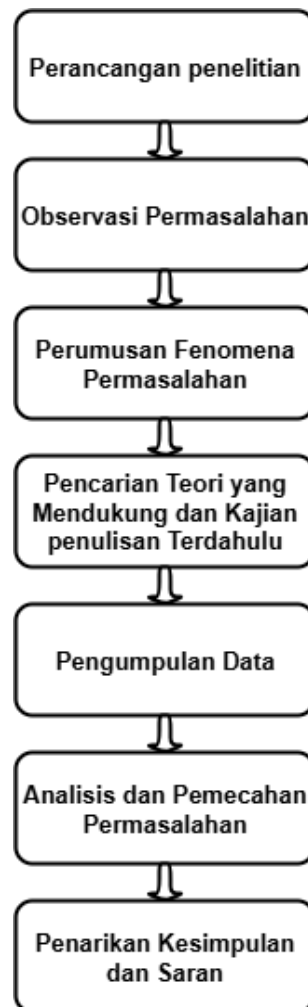 Perancangan penelitian
Observasi Permasalahan
Perumusan Fenomena
Permasalahan
Pencarian Teori yang
Mendukung dan Kajian
penulisan Terdahulu
Pengumpulan Data
Analisis dan Pemecahan
Permasalahan
Penarikan Kesimpulan
dan Saran